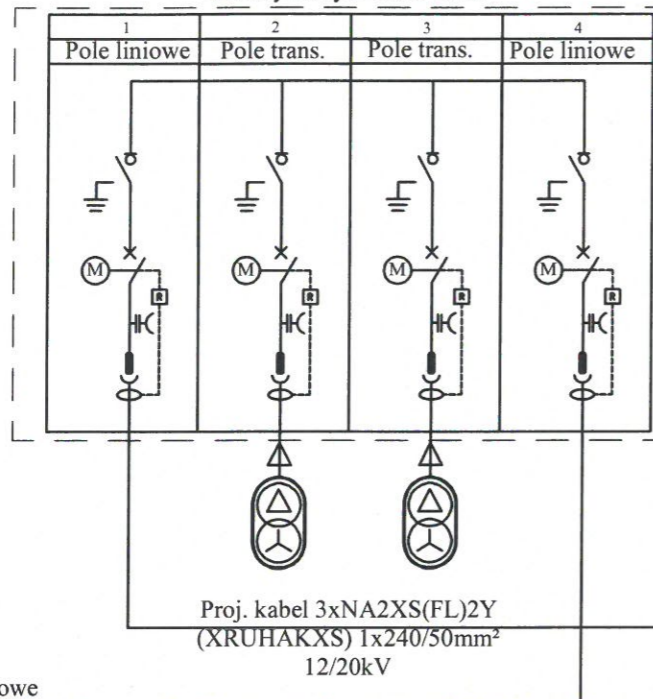 1 2 3 4
Pole liniowe Pole trans. Pole trans. Pole liniowe
M M M M
R R R R
Proj. kabel 3xNA2XS(FL)2Y
(XRUHAKXS) 1x240/50mm²
12/20kV
owe